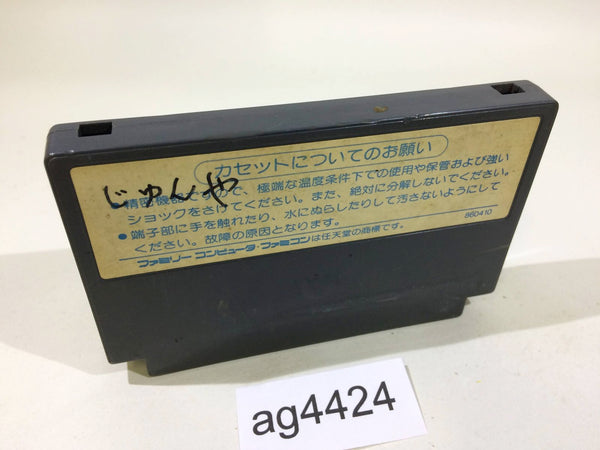 カセットについてのお願い
じゅんや
精密機器ですので、極端な温度条件下での使用や保管および強い
ショックをさけてください。また、絶対に分解しないでください。
●端子部に手を触れたり、水にぬらしたりして汚さないようにして
ください。故障の原因となります。
860410
ファミリーコンピュータ・ファミコンは任天堂の商標です。
ag4424